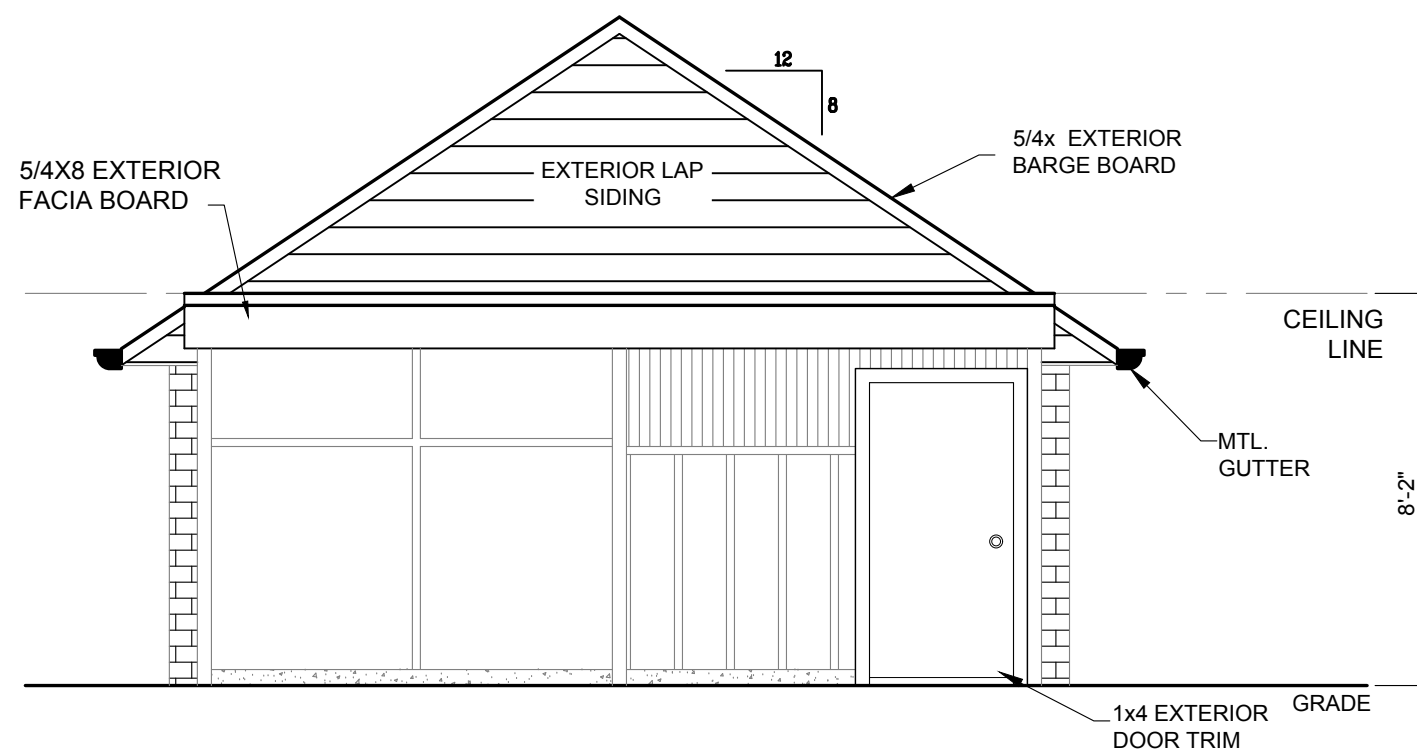 12
8
5/4x EXTERIOR
BARGE BOARD
5/4X8 EXTERIOR
FACIA BOARD
EXTERIOR LAP
SIDING
CEILING
LINE
MTL.
GUTTER
8'-2"
GRADE
1x4 EXTERIOR
DOOR TRIM